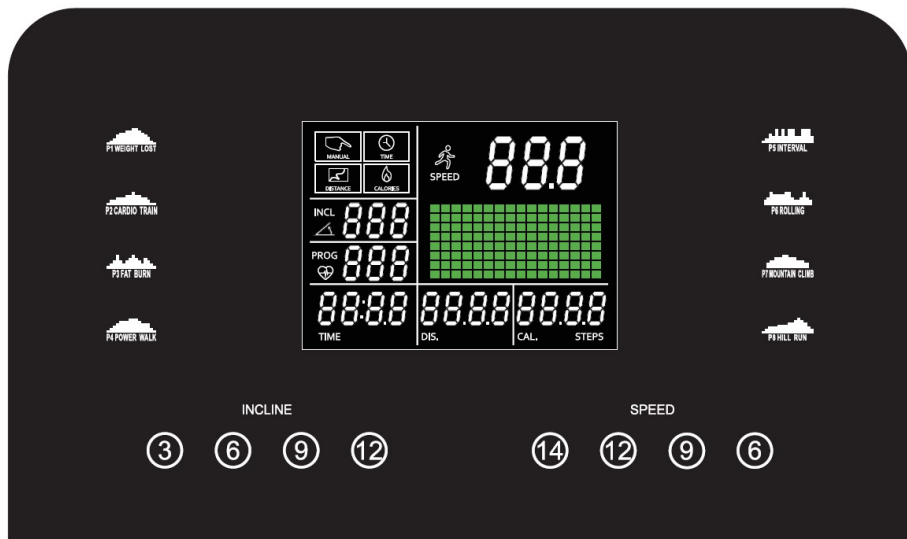 P1 WEIGHT LOST
P2 CARDIO TRAIN
P3 FAT BURN
P4 POWER WALK
MANUAL
TIME
DISTANCE
CALORIES
INCL
888
PROG
888
SPEED
88.8
88:8.8
TIME
88.8.8
DIS.
88.8.8
CAL. STEPS
P5 INTERVAL
P6 ROLLING
P7 MOUNTAIN CLIMB
P8 HILL RUN
INCLINE
3 6 9 12
SPEED
14 12 9 6